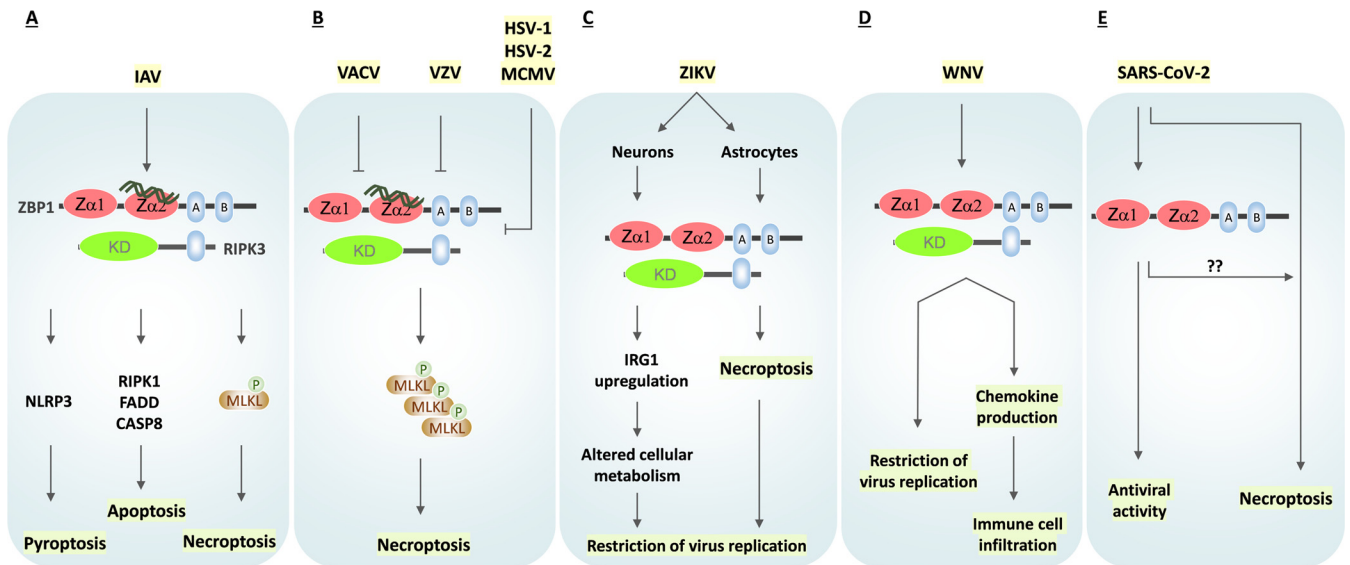 A
IAV
ZBP1
Zα1
Zα2
A
B
KD
RIPK3
NLRP3
RIPK1
FADD
CASP8
P
MLKL
Pyroptosis
Apoptosis
Necroptosis
B
VACV
VZV
HSV-1
HSV-2
MCMV
Zα1
Zα2
A
B
KD
P
MLKL
P
MLKL
P
MLKL
Necroptosis
C
ZIKV
Neurons
Astrocytes
Zα1
Zα2
A
B
KD
IRG1
upregulation
Necroptosis
Altered cellular
metabolism
Restriction of virus replication
D
WNV
Zα1
Zα2
A
B
KD
Chemokine
production
Restriction of
virus replication
Immune cell
infiltration
E
SARS-CoV-2
Zα1
Zα2
A
B
??
Antiviral
activity
Necroptosis